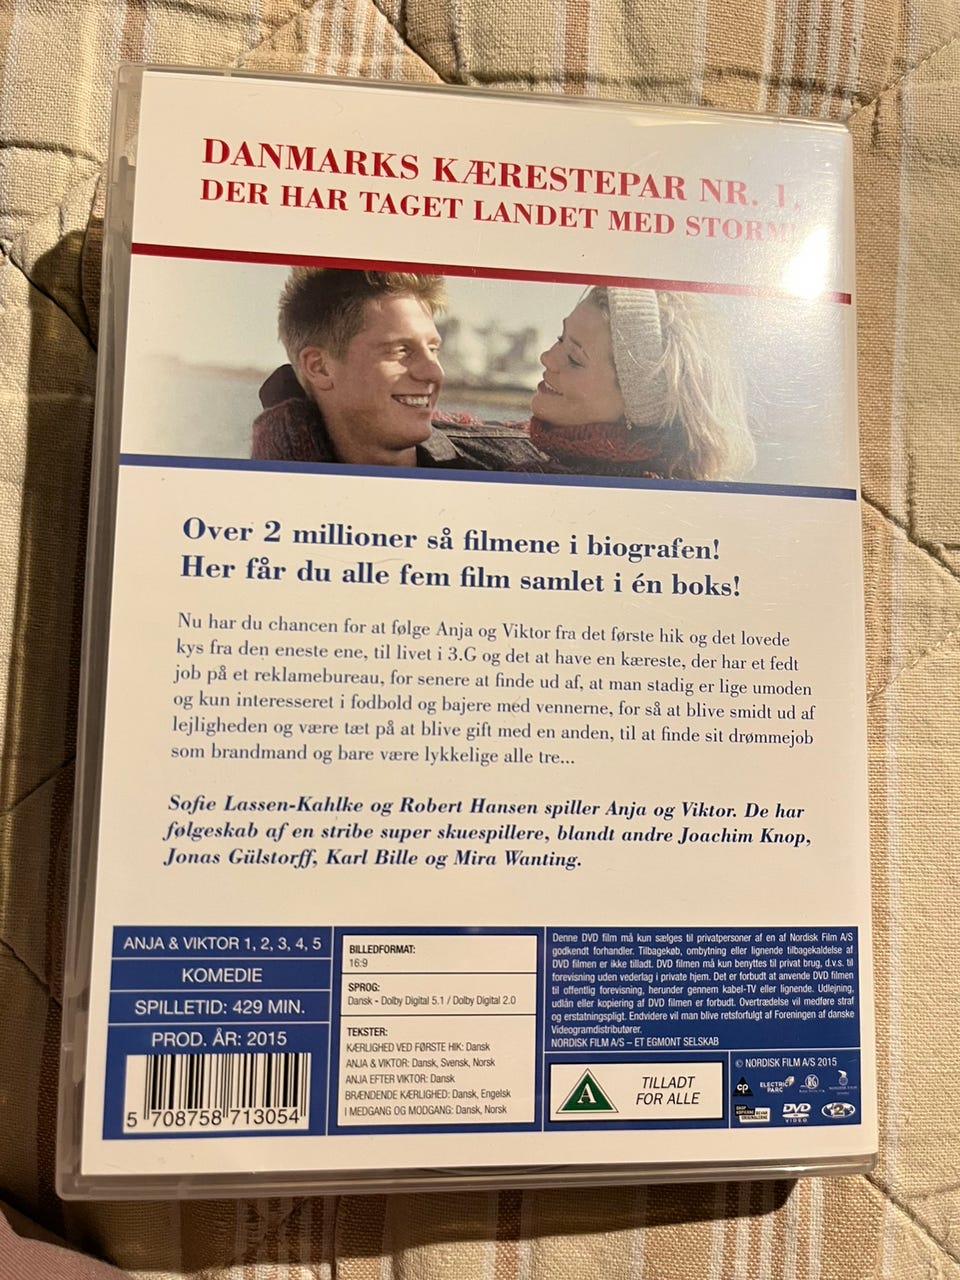 DANMARKS KÆRESTEPAR NR. 1,
DER HAR TAGET LANDET MED STORM!
Over 2 millioner så filmene i biografen!
Her får du alle fem film samlet i én boks!
Nu har du chancen for at følge Anja og Viktor fra det første hik og det lovede
kys fra den eneste ene, til livet i 3.G og det at have en kæreste, der har et fedt
job på et reklamebureau, for senere at finde ud af, at man stadig er lige umoden
og kun interesseret i fodbold og bajere med vennerne, for så at blive smidt ud af
lejligheden og være tæt på at blive gift med en anden, til at finde sit drømmejob
som brandmand og bare være lykkelige alle tre...
Sofie Lassen-Kahlke og Robert Hansen spiller Anja og Viktor. De har
følgeskab af en stribe super skuespillere, blandt andre Joachim Knop,
Jonas Gülstorff, Karl Bille og Mira Wanting.
ANJA & VIKTOR 1, 2, 3, 4, 5
KOMEDIE
SPILLETID: 429 MIN.
PROD. ÅR: 2015
5 708758 713054
BILLEDFORMAT:
16:9
SPROG:
Dansk - Dolby Digital 5.1 / Dolby Digital 2.0
TEKSTER:
KÆRLIGHED VED FØRSTE HIK: Dansk
ANJA & VIKTOR: Dansk, Svensk, Norsk
ANJA EFTER VIKTOR: Dansk
BRÆNDENDE KÆRLIGHED: Dansk, Engelsk
I MEDGANG OG MODGANG: Dansk, Norsk
Denne DVD film må kun sælges til privatpersoner af en af Nordisk Film A/S
godkendt forhandler. Tilbagekøb, ombytning eller lignende tilbagekaldelse af
DVD filmen er ikke tilladt. DVD filmen må kun benyttes til privat brug, d.v.s. til
forevisning uden vederlag i private hjem. Det er forbudt at anvende DVD filmen
til offentlig forevisning, herunder gennem kabel-TV eller lignende. Udlejning,
udlån eller kopiering af DVD filmen er forbudt. Overtrædelse vil medføre straf
og erstatningspligt. Endvidere vil man blive retsforfulgt af Foreningen af danske
Videogramdistributører.
NORDISK FILM A/S – ET EGMONT SELSKAB
A
TILLADT
FOR ALLE
© NORDISK FILM A/S 2015
CP
ELECTRIC
PARC
NORDISK FILM
STOP
KOPIERNE
BEVAR
ORIGINALERNE
DVD
VIDEO
2